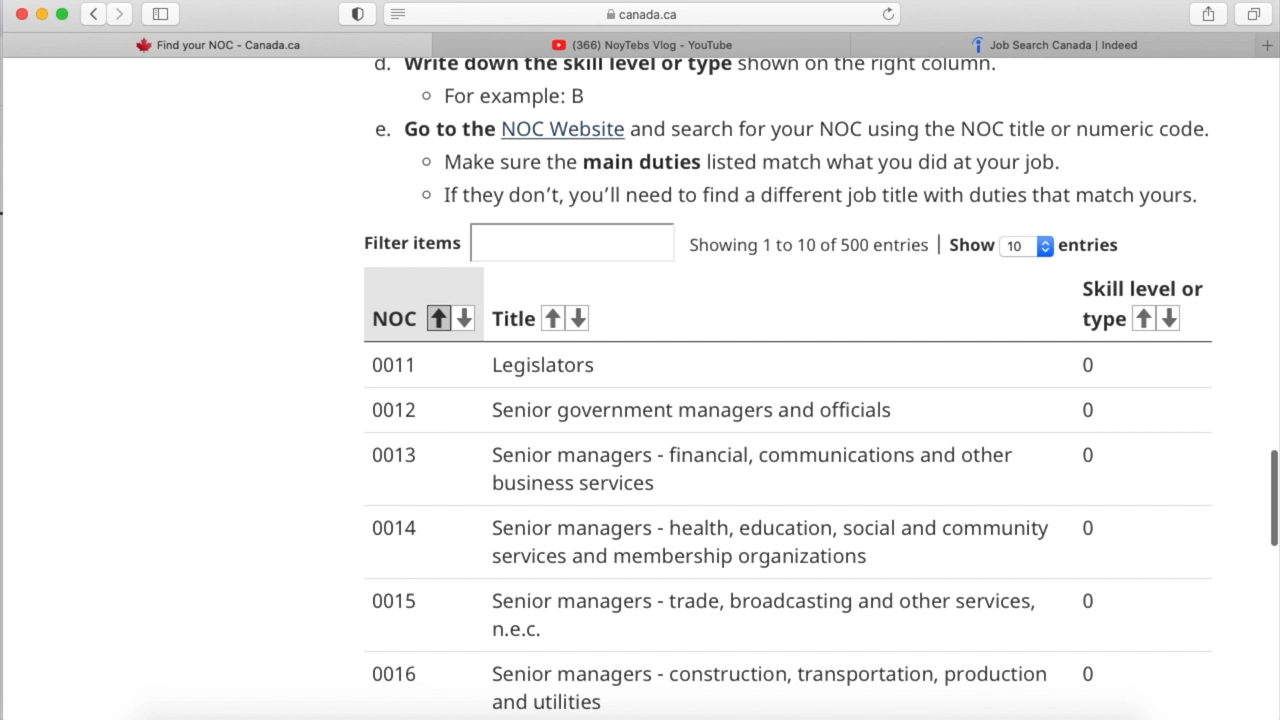 canada.ca
Find your NOC - Canada.ca
(366) NoyTebs Vlog - YouTube
Job Search Canada | Indeed
d. Write down the skill level or type shown on the right column.
For example: B
e. Go to the NOC Website and search for your NOC using the NOC title or numeric code.
Make sure the main duties listed match what you did at your job.
If they don’t, you’ll need to find a different job title with duties that match yours.
Filter items Showing 1 to 10 of 500 entries | Show 10 entries
NOC Title Skill level or
type
0011 Legislators 0
0012 Senior government managers and officials 0
0013 Senior managers - financial, communications and other 0
business services
0014 Senior managers - health, education, social and community 0
services and membership organizations
0015 Senior managers - trade, broadcasting and other services, 0
n.e.c.
0016 Senior managers - construction, transportation, production 0
and utilities